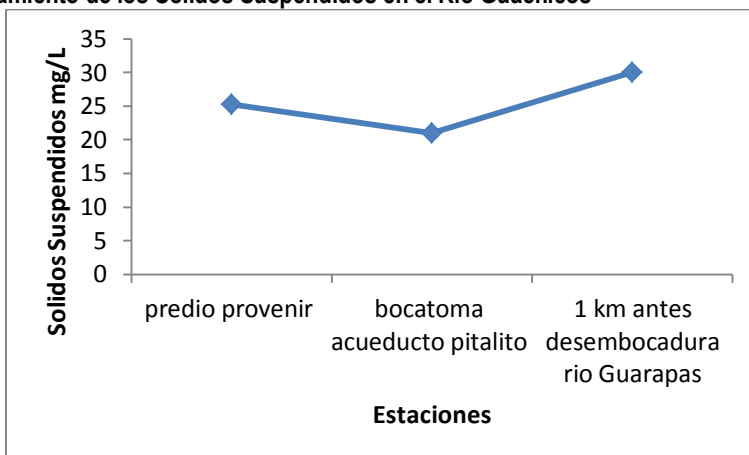 de los Solidos Suspendidos en el Rio Guachicos
Solidos Suspendidos mg/L
35
30
25
20
15
10
5
0
predio provenir
bocatoma
acueducto pitalito
1 km antes
desembocadura
rio Guarapas
Estaciones